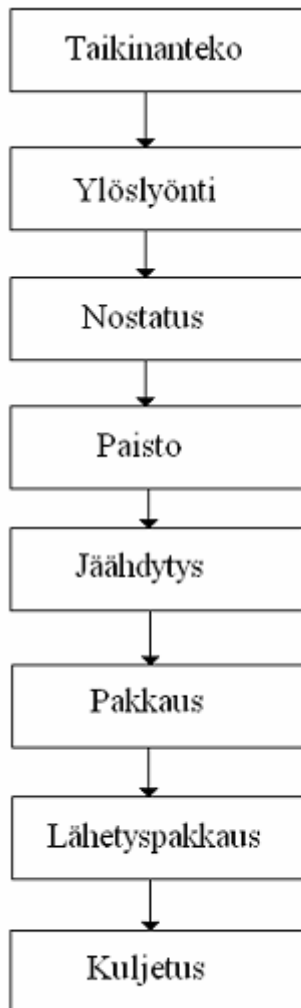 Taikinanteko
Ylöslyönti
Nostatus
Paisto
Jäähdytys
Pakkaus
Lähetyspakkaus
Kuljetus